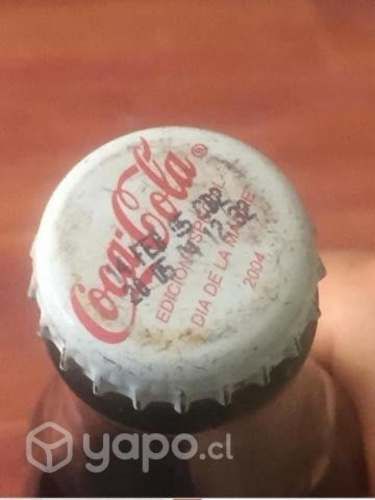 Coca-Cola®
EDICION ESPECIAL
DIA DE LA MADRE
2004
yapo.cl